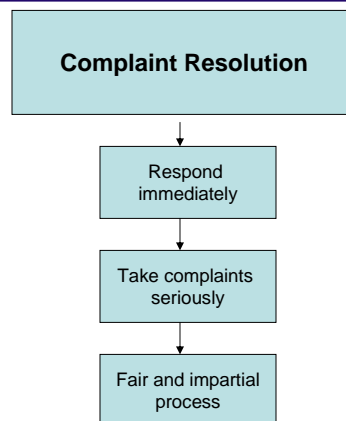 Complaint Resolution
Respond
immediately
Take complaints
seriously
Fair and impartial
process